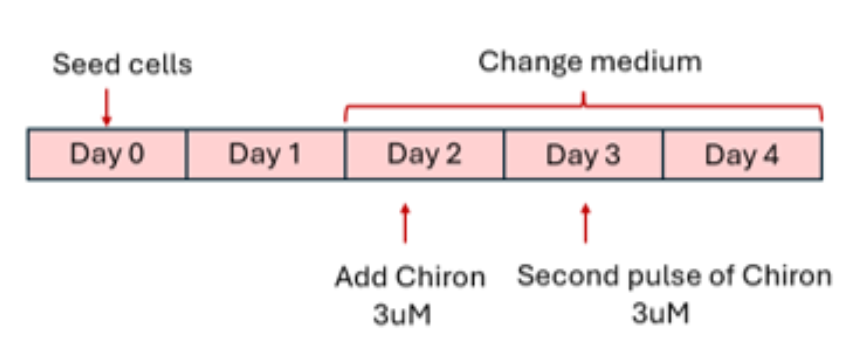 Seed cells
Change medium
Day 0
Day 1
Day 2
Day 3
Day 4
Add Chiron
3uM
Second pulse of Chiron
3uM